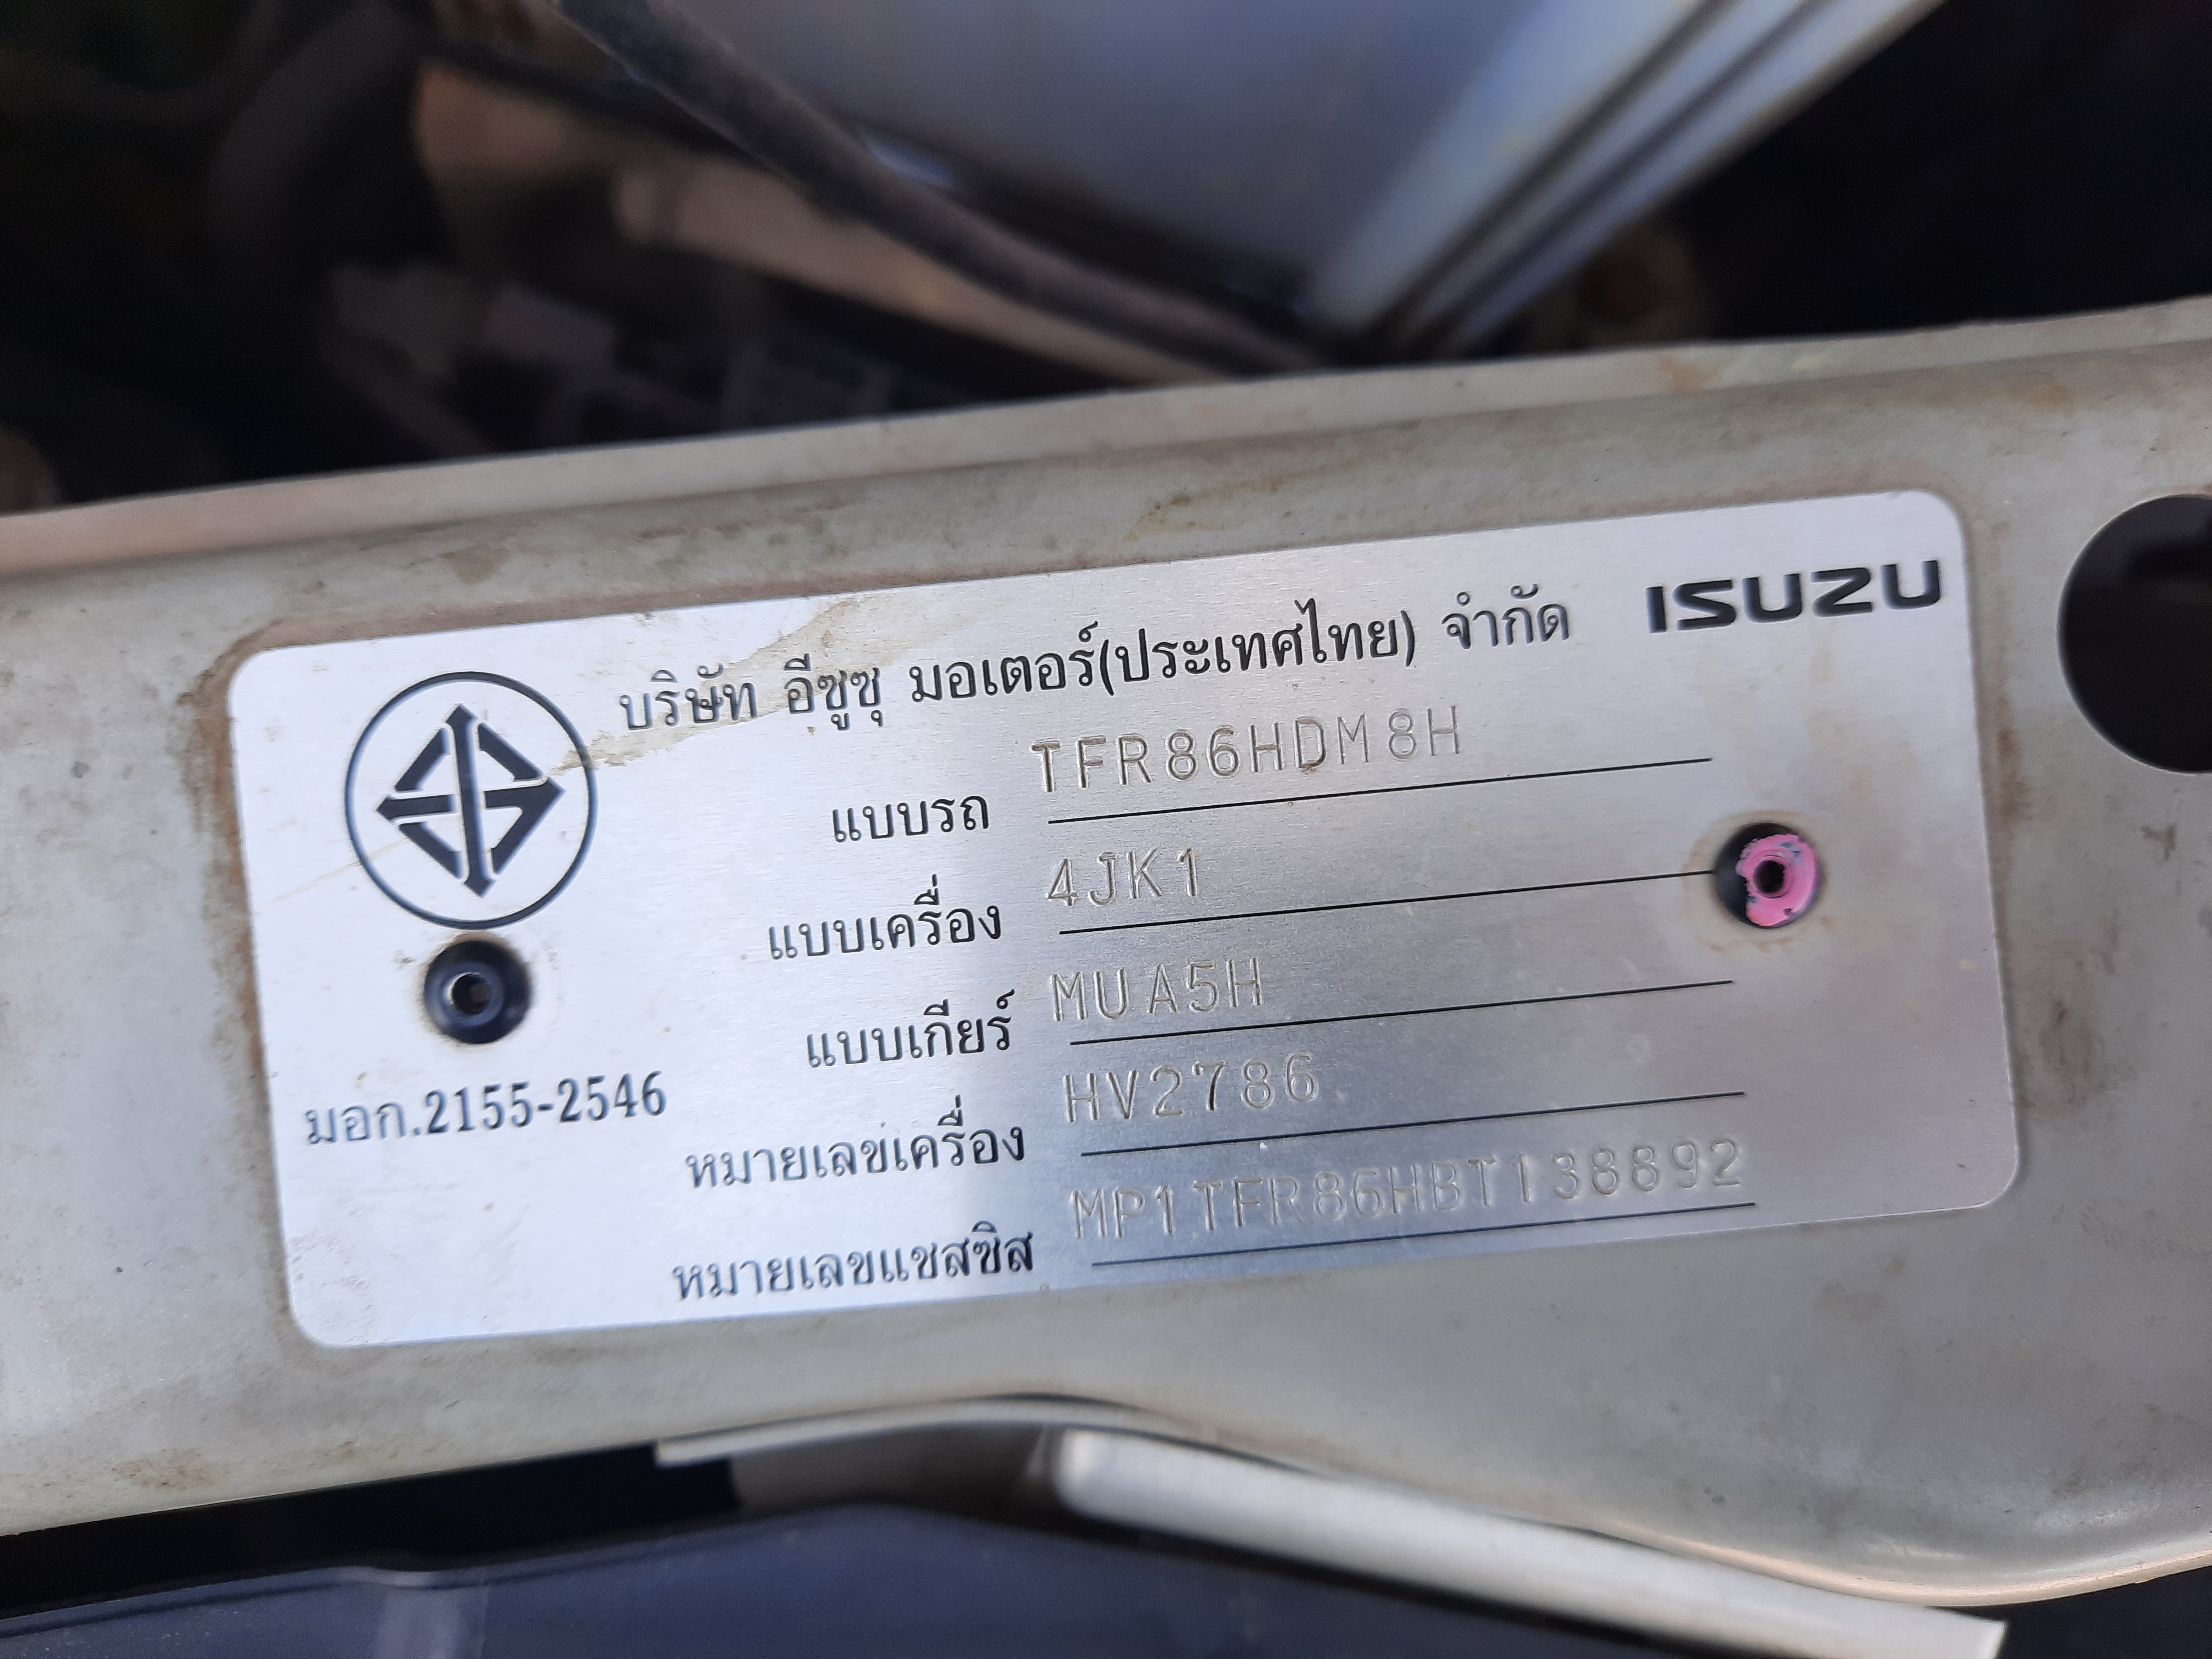 บริษัท อีซูซุ มอเตอร์(ประเทศไทย) จำกัด ISUZU
แบบรถ TFR86HDM8H
แบบเครื่อง 4JK1
แบบเกียร์ MUA5H
มอก.2155-2546
หมายเลขเครื่อง HV2786
หมายเลขแชสซิส MP1TFR86HBT138892